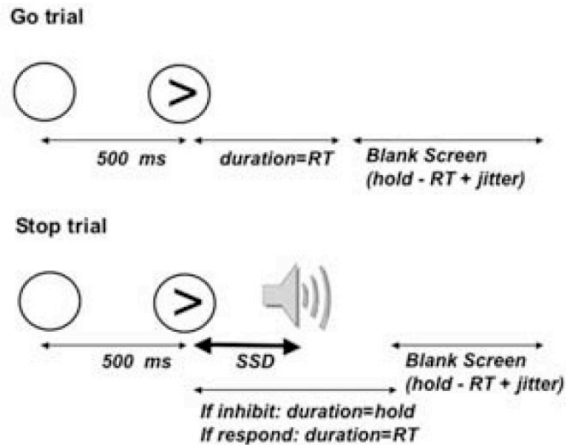 Go trial
>
500 ms
duration=RT
Blank Screen
(hold - RT + jitter)
Stop trial
>
500 ms
SSD
Blank Screen
(hold - RT + jitter)
If inhibit: duration=hold
If respond: duration=RT